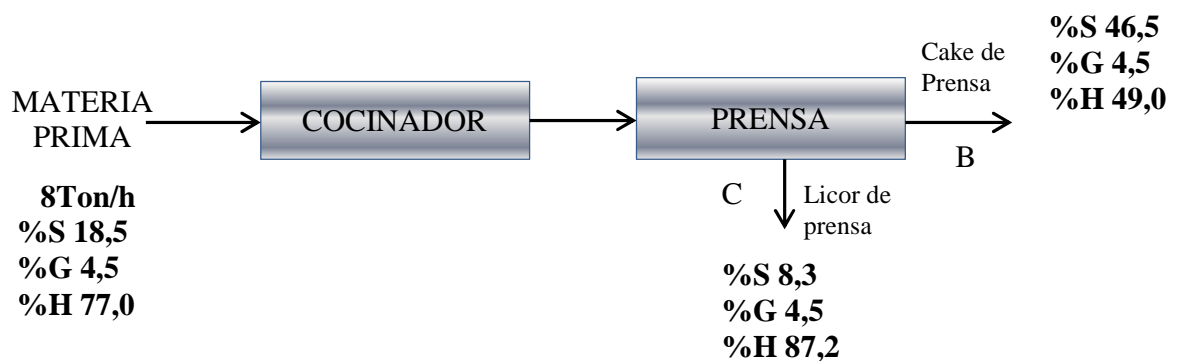 MATERIA
PRIMA
8Ton/h
%S 18,5
%G 4,5
%H 77,0
COCINADOR
PRENSA
Cake de
Prensa
B
%S 46,5
%G 4,5
%H 49,0
C
Licor de
prensa
%S 8,3
%G 4,5
%H 87,2